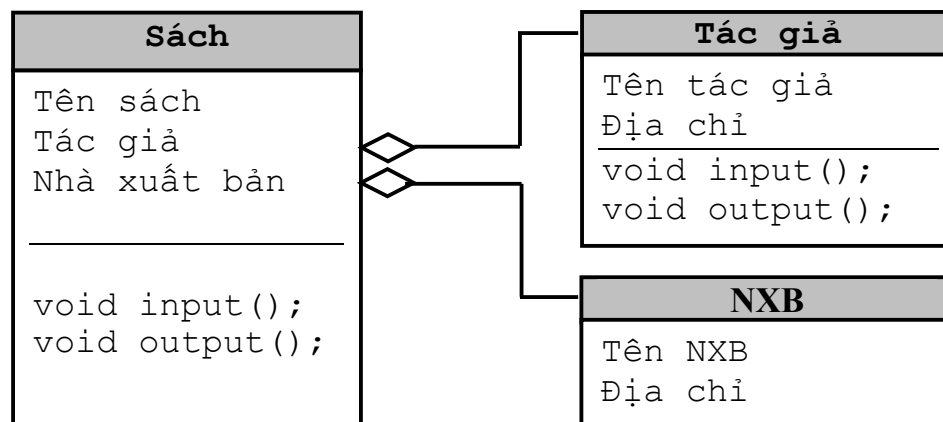 Sách
Tên sách
Tác giả
Nhà xuất bản
void input();
void output();
Tác giả
Tên tác giả
Địa chỉ
void input();
void output();
NXB
Tên NXB
Địa chỉ